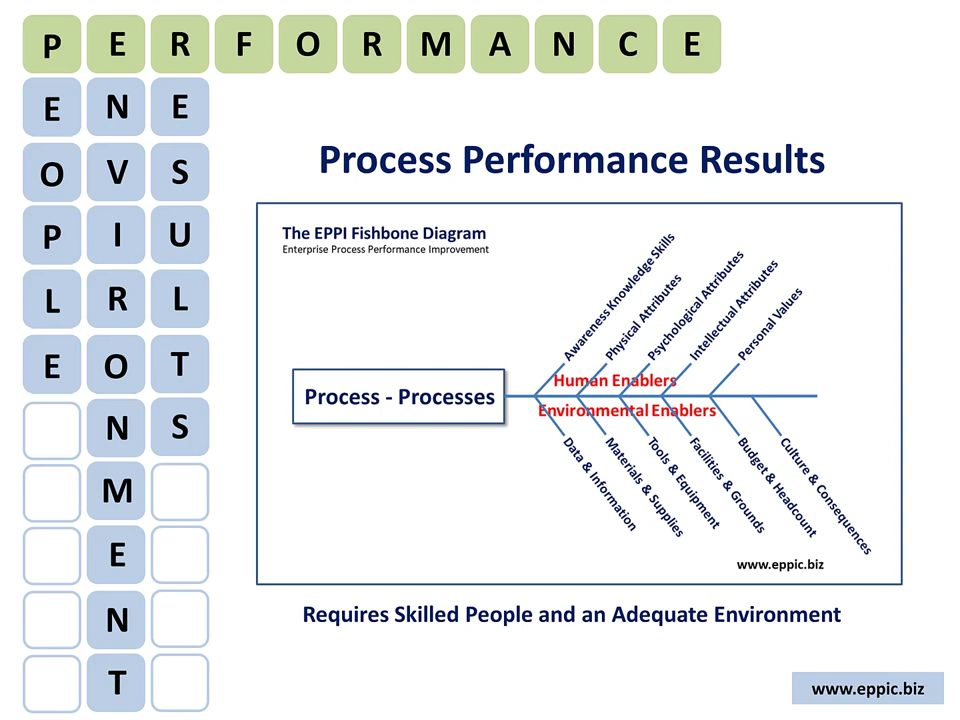 PERFORMANCE
PEOPLE
ENVIRONMENT
RESULTS
Process Performance Results
The EPPI Fishbone Diagram
Enterprise Process Performance Improvement
Awareness Knowledge Skills
Physical Attributes
Psychological Attributes
Intellectual Attributes
Personal Values
Human Enablers
Process - Processes
Environmental Enablers
Data & Information
Materials & Supplies
Tools & Equipment
Facilities & Grounds
Budget & Headcount
Culture & Consequences
www.eppic.biz
Requires Skilled People and an Adequate Environment
www.eppic.biz